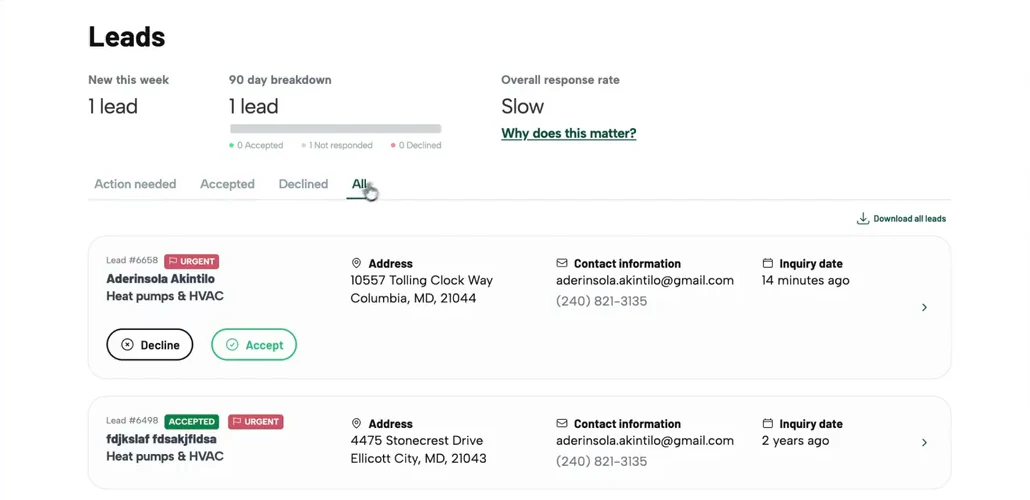 Leads
New this week
1 lead
90 day breakdown
1 lead
0 Accepted 1 Not responded 0 Declined
Overall response rate
Slow
Why does this matter?
Action needed Accepted Declined All
Download all leads
Lead #6658 URGENT
Aderinsola Akintilo
Heat pumps & HVAC
Address
10557 Tolling Clock Way
Columbia, MD, 21044
Contact information
aderinsola.akintilo@gmail.com
(240) 821-3135
Inquiry date
14 minutes ago
Decline Accept
Lead #6498 ACCEPTED URGENT
fdjkslaf fdsakjfldsa
Heat pumps & HVAC
Address
4475 Stonecrest Drive
Ellicott City, MD, 21043
Contact information
aderinsola.akintilo@gmail.com
(240) 821-3135
Inquiry date
2 years ago